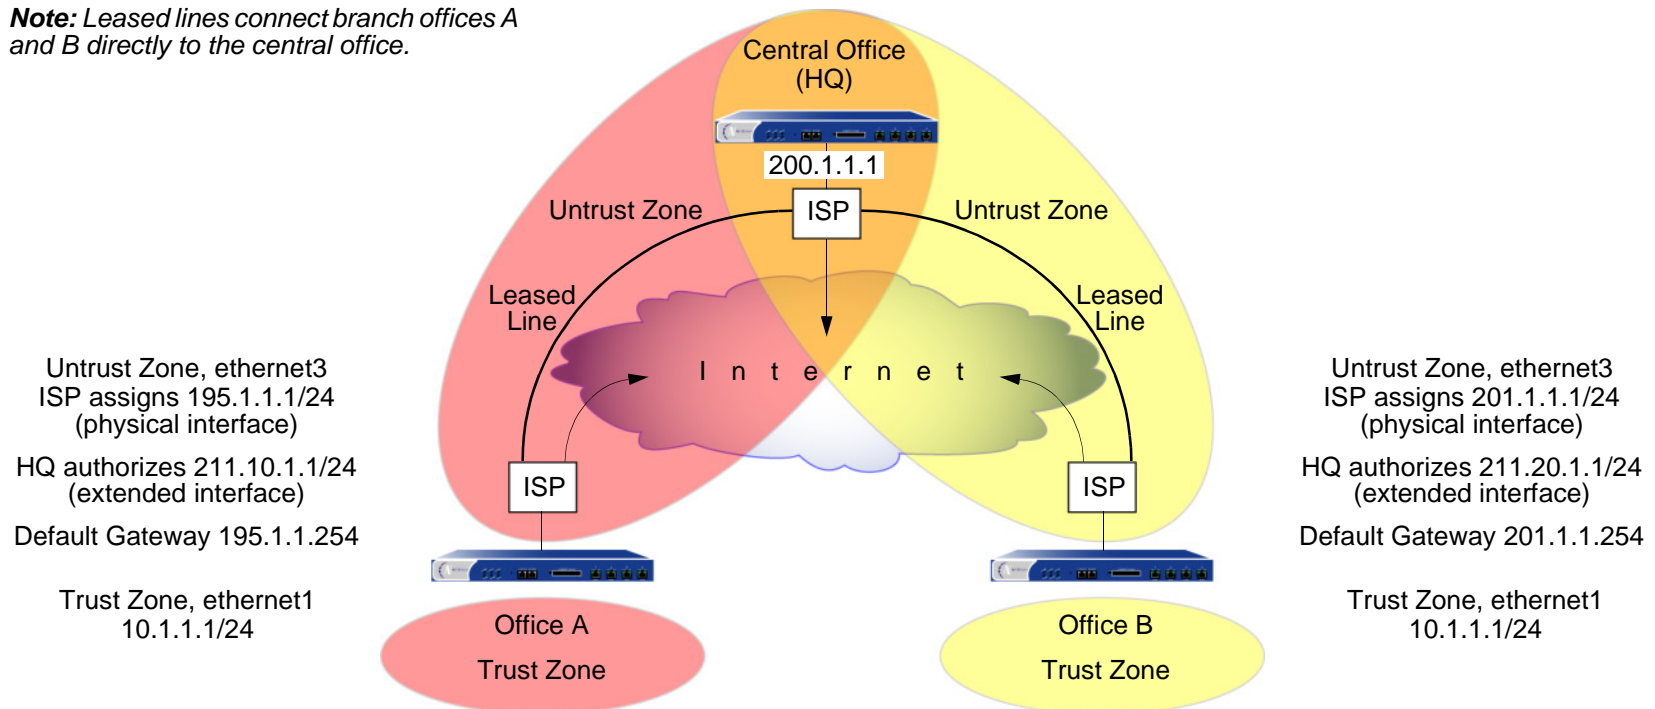 Note: Leased lines connect branch offices A
and B directly to the central office.
Central Office
(HQ)
200.1.1.1
ISP
Untrust Zone
Untrust Zone
Leased
Line
Leased
Line
Internet
Untrust Zone, ethernet3
ISP assigns 195.1.1.1/24
(physical interface)
HQ authorizes 211.10.1.1/24
(extended interface)
Default Gateway 195.1.1.254
Trust Zone, ethernet1
10.1.1.1/24
ISP
ISP
Untrust Zone, ethernet3
ISP assigns 201.1.1.1/24
(physical interface)
HQ authorizes 211.20.1.1/24
(extended interface)
Default Gateway 201.1.1.254
Trust Zone, ethernet1
10.1.1.1/24
Office A
Trust Zone
Office B
Trust Zone